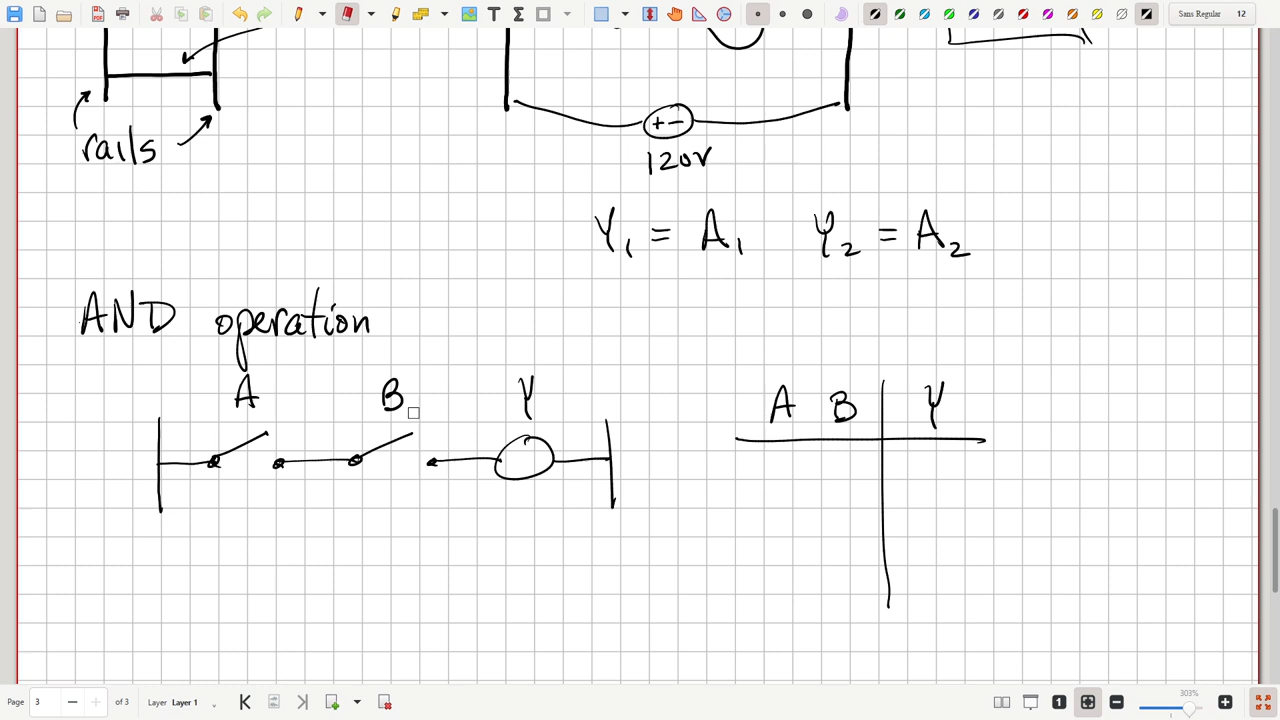 Sans Regular 12
rails
+ −
120V
Y₁ = A₁ Y₂ = A₂
AND operation
A B Y
A B Y
Page 3 of 3 Layer Layer 1 303%